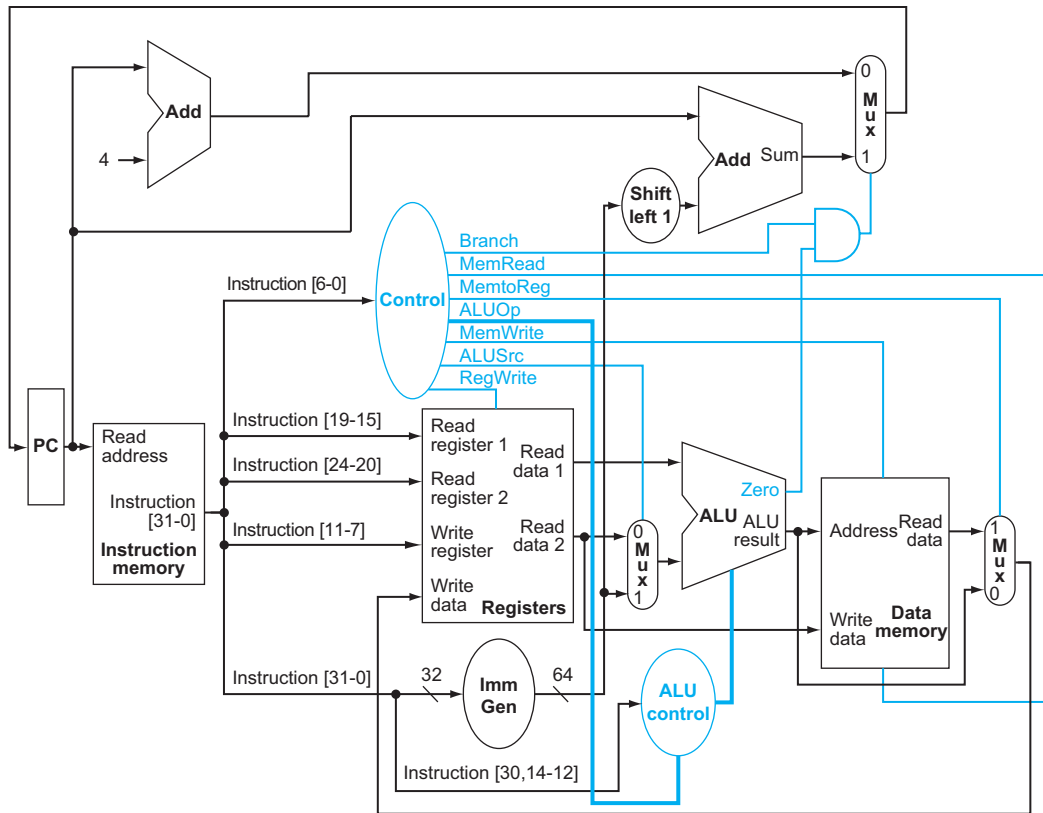 0
Mux
1
Add
4
Add
Sum
Shift
left 1
Branch
MemRead
MemtoReg
ALUOp
MemWrite
ALUSrc
RegWrite
Control
Instruction [6-0]
PC
Read
address
Instruction
[31-0]
Instruction
memory
Instruction [19-15]
Instruction [24-20]
Instruction [11-7]
Instruction [31-0]
Read
register 1
Read
register 2
Write
register
Write
data
Read
data 1
Read
data 2
Registers
0
Mux
1
Zero
ALU
ALU
result
Address
Read
data
Write
data
Data
memory
1
Mux
0
32
Imm
Gen
64
ALU
control
Instruction [30,14-12]